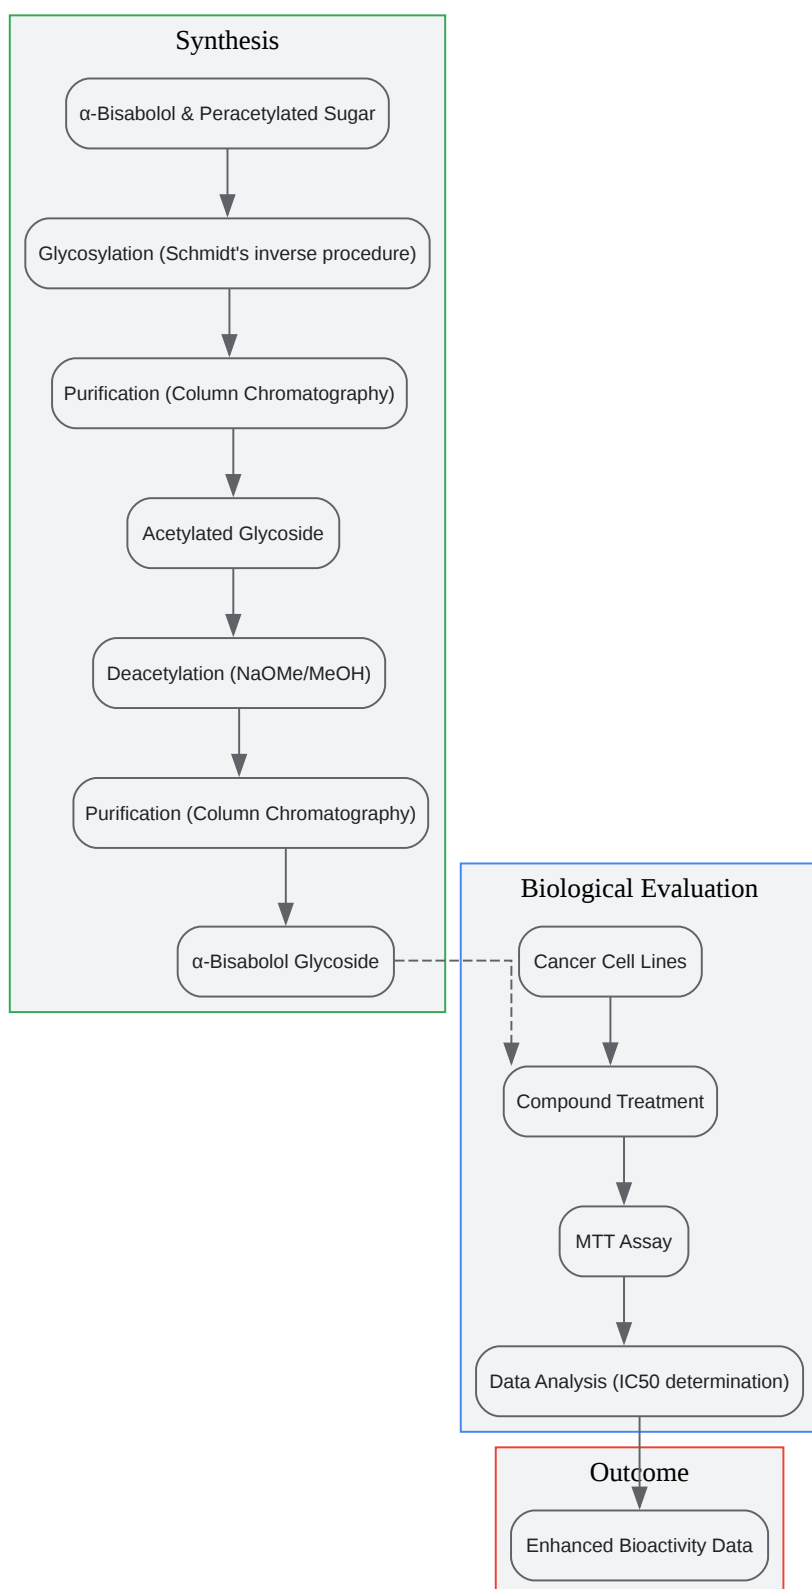 Synthesis
α-Bisabolol & Peracetylated Sugar
Glycosylation (Schmidt's inverse procedure)
Purification (Column Chromatography)
Acetylated Glycoside
Deacetylation (NaOMe/MeOH)
Purification (Column Chromatography)
α-Bisabolol Glycoside
Biological Evaluation
Cancer Cell Lines
Compound Treatment
MTT Assay
Data Analysis (IC50 determination)
Outcome
Enhanced Bioactivity Data